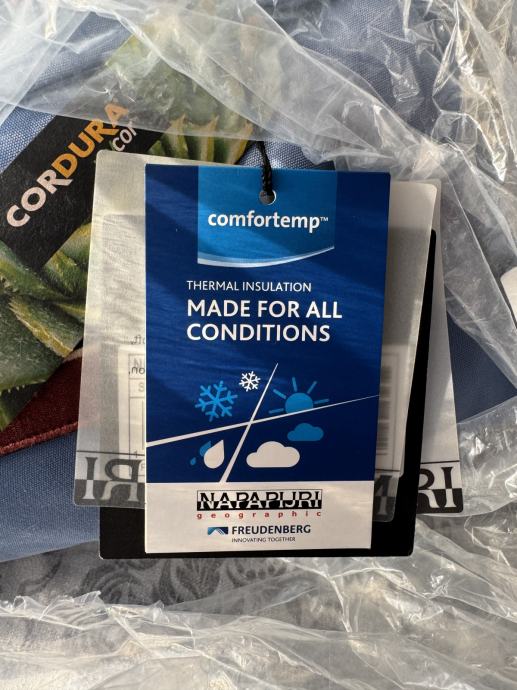 CORDURA
comfortemp™
THERMAL INSULATION
MADE FOR ALL
CONDITIONS
NAPAPIJRI
geographic
FREUDENBERG
INNOVATING TOGETHER